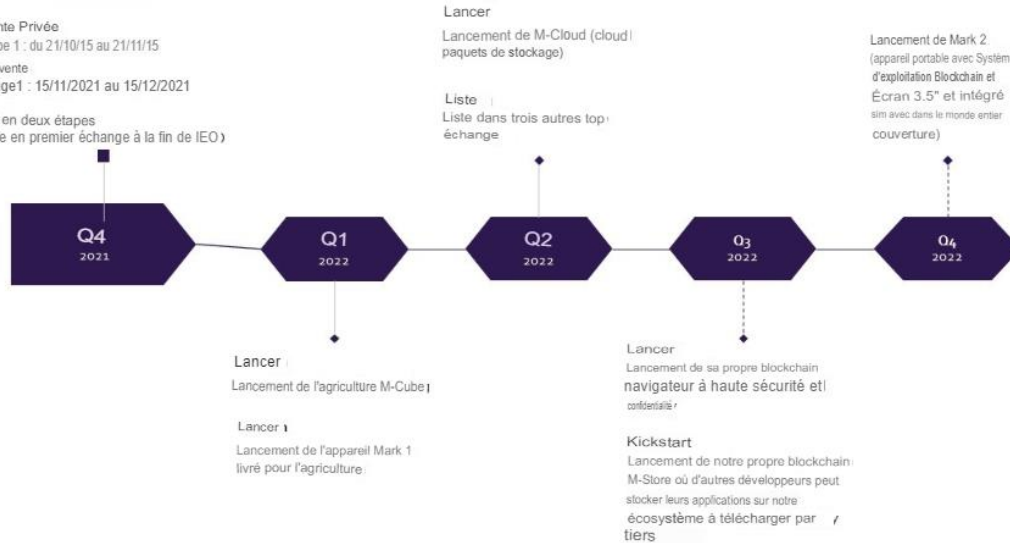 nte Privée
e 1 : du 21/10/15 au 21/11/15
vente
ge1 : 15/11/2021 au 15/12/2021
en deux étapes
e en premier échange à la fin de IEO)
Lancer
Lancement de M-Cloud (cloud
paquets de stockage)
Liste
Liste dans trois autres top
échange
Lancement de Mark 2
(appareil portable avec Systèm
d'exploitation Blockchain et
Écran 3.5" et intégré
sim avec dans le monde entier
couverture)
Q4
2021
Q1
2022
Q2
2022
Q3
2022
Q4
2022
Lancer
Lancement de l'agriculture M-Cube
Lancer
Lancement de l'appareil Mark 1
livré pour l'agriculture
Lancer
Lancement de sa propre blockchain
navigateur à haute sécurité et
confidentialité
Kickstart
Lancement de notre propre blockchain
M-Store où d'autres développeurs peut
stocker leurs applications sur notre
écosystème à télécharger par
tiers